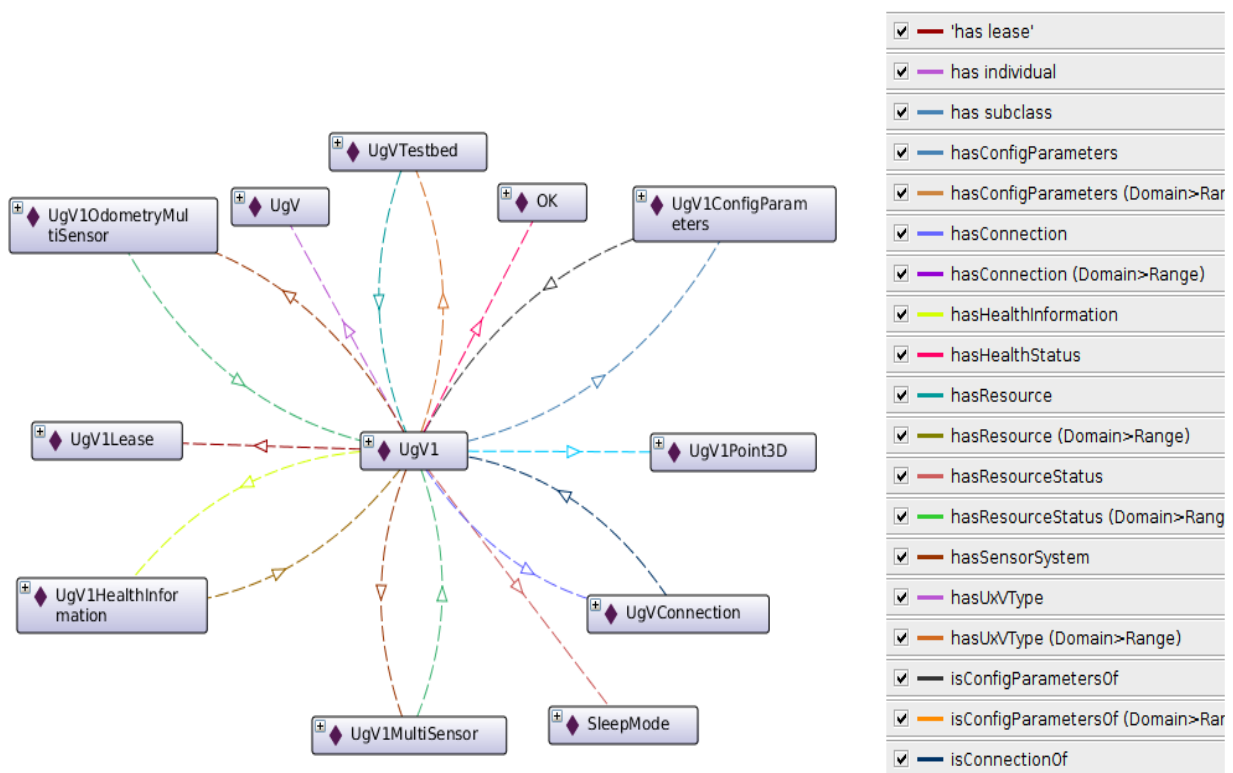 UgVTestbed
UgV
OK
UgV1OdometryMul
tiSensor
UgV1ConfigParam
eters
UgV1Lease
UgV1
UgV1Point3D
UgV1HealthInfor
mation
UgVConnection
UgV1MultiSensor
SleepMode
'has lease'
has individual
has subclass
hasConfigParameters
hasConfigParameters (Domain>Ran
hasConnection
hasConnection (Domain>Range)
hasHealthInformation
hasHealthStatus
hasResource
hasResource (Domain>Range)
hasResourceStatus
hasResourceStatus (Domain>Rang
hasSensorSystem
hasUxVType
hasUxVType (Domain>Range)
isConfigParametersOf
isConfigParametersOf (Domain>Ran
isConnectionOf